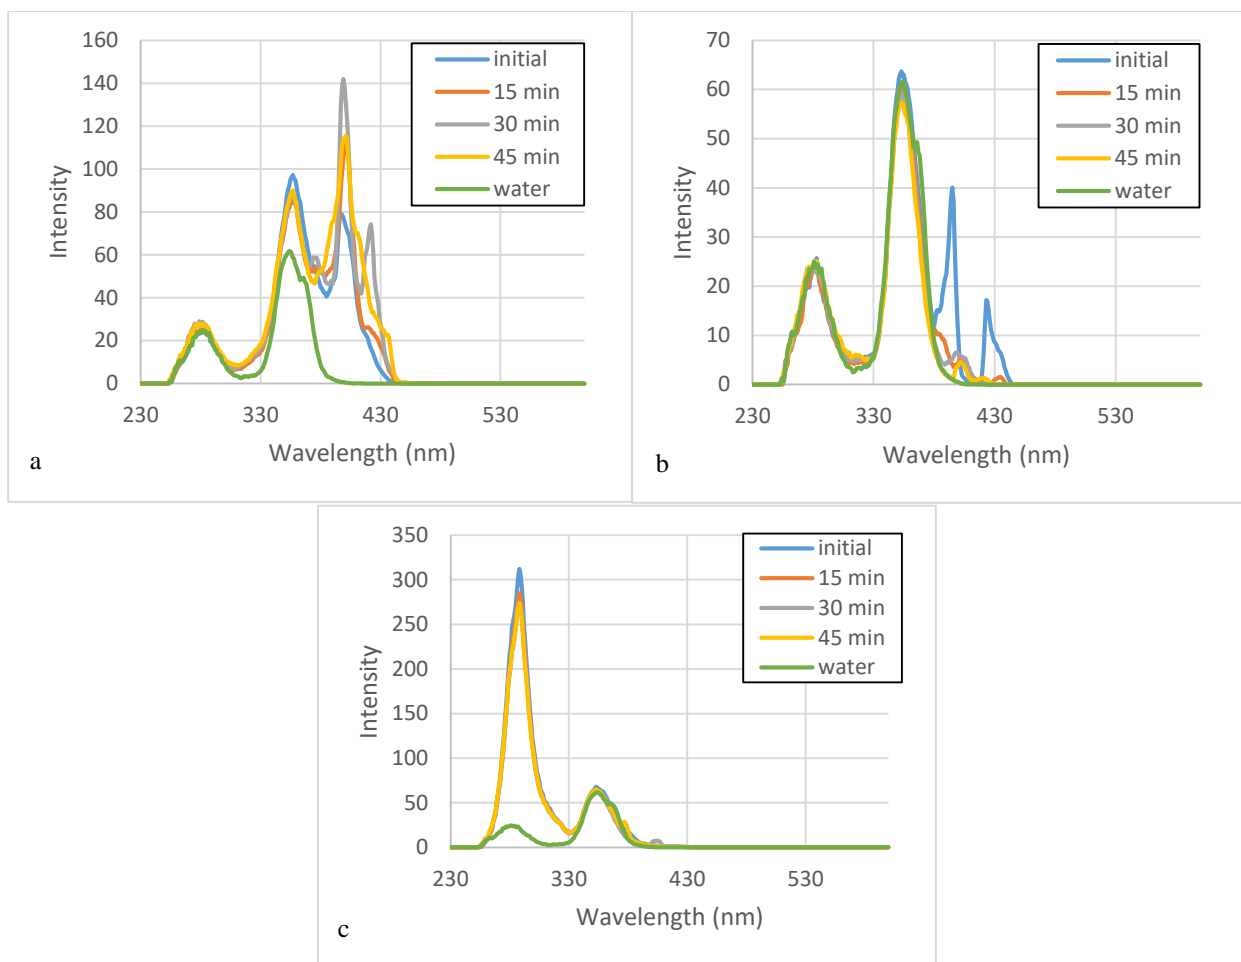 160
140
120
100
80
60
40
20
0
Intensity
230
330
430
530
Wavelength (nm)
initial
15 min
30 min
45 min
water
a
70
60
50
40
30
20
10
0
Intensity
230
330
430
530
Wavelength (nm)
initial
15 min
30 min
45 min
water
b
350
300
250
200
150
100
50
0
Intensity
230
330
430
530
Wavelength (nm)
initial
15 min
30 min
45 min
water
c